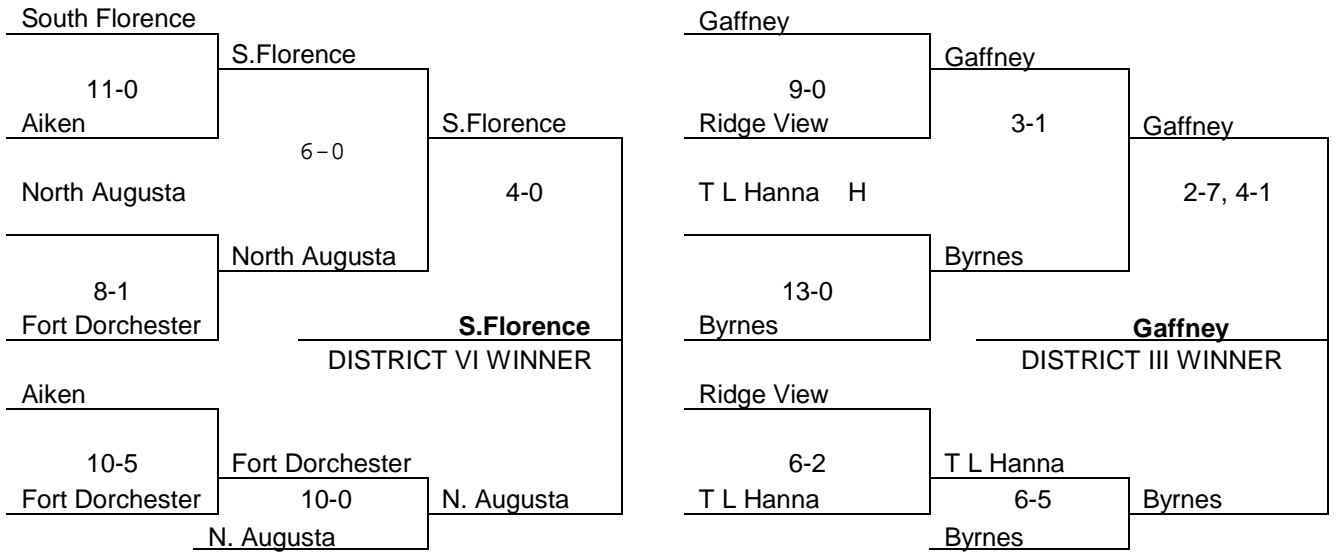 South Florence
S.Florence
11-0
Aiken
S.Florence
6-0
North Augusta
4-0
North Augusta
8-1
Fort Dorchester
S.Florence
DISTRICT VI WINNER
Aiken
10-5
Fort Dorchester
Fort Dorchester
10-0
N. Augusta
N. Augusta
Gaffney
Gaffney
9-0
Ridge View
3-1
Gaffney
T L Hanna H
2-7, 4-1
Byrnes
13-0
Byrnes
Gaffney
DISTRICT III WINNER
Ridge View
6-2
T L Hanna
T L Hanna
6-5
Byrnes
Byrnes